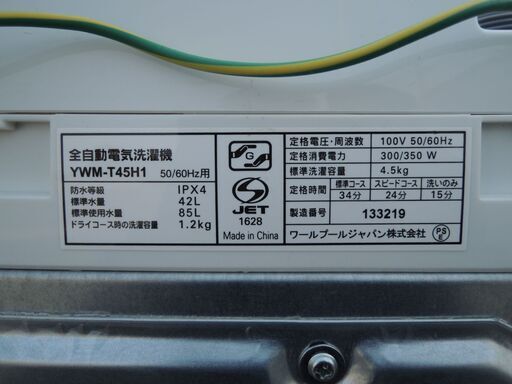 全自動電気洗濯機
YWM-T45H1 50/60Hz用
防水等級 IPX4
標準水量 42L
標準使用水量 85L
ドライコース時の洗濯容量 1.2kg
G
S
JET
1628
Made in China
定格電圧・周波数 100V 50/60Hz
定格消費電力 300/350 W
標準洗濯容量 4.5kg
定格時間 標準コース スピードコース 洗いのみ
34分 24分 15分
製造番号 133219
ワールプールジャパン株式会社
PS
E